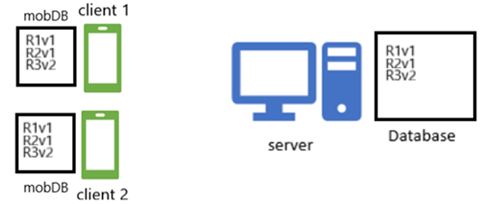 mobDB
client 1
R1v1
R2v1
R3v2
R1v1
R2v1
R3v2
mobDB
client 2
server
R1v1
R2v1
R3v2
Database